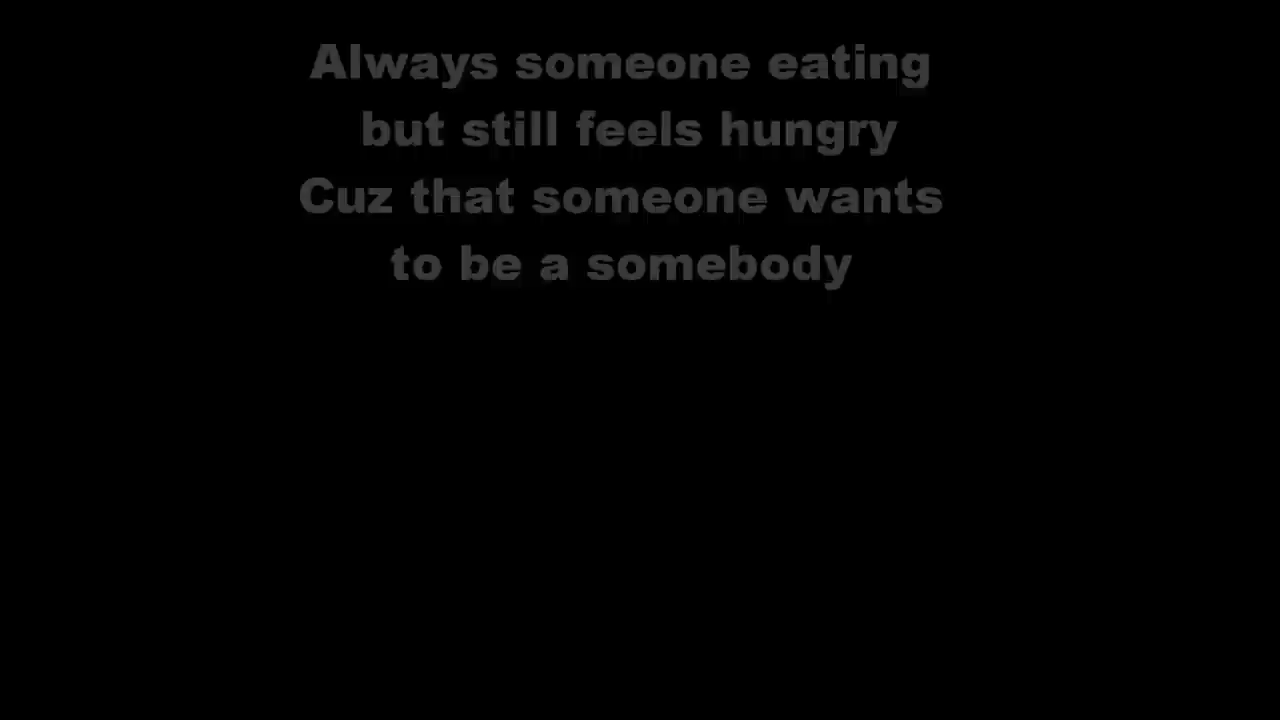 Always someone eating
but still feels hungry
Cuz that someone wants
to be a somebody